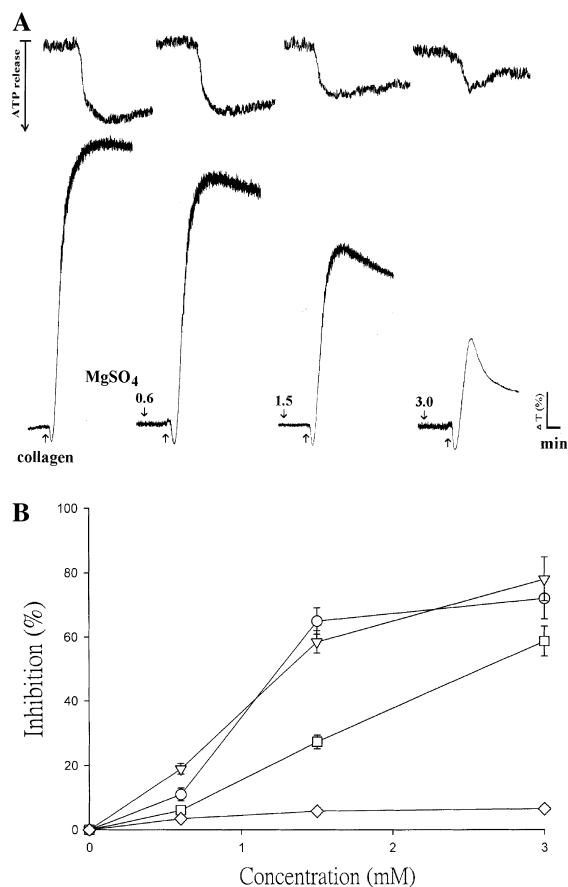 A
ATP release
MgSO4
0.6
1.5
3.0
collagen
Δ T (%)
min
B
100
80
60
40
20
0
Inhibition (%)
0
1
2
3
Concentration (mM)